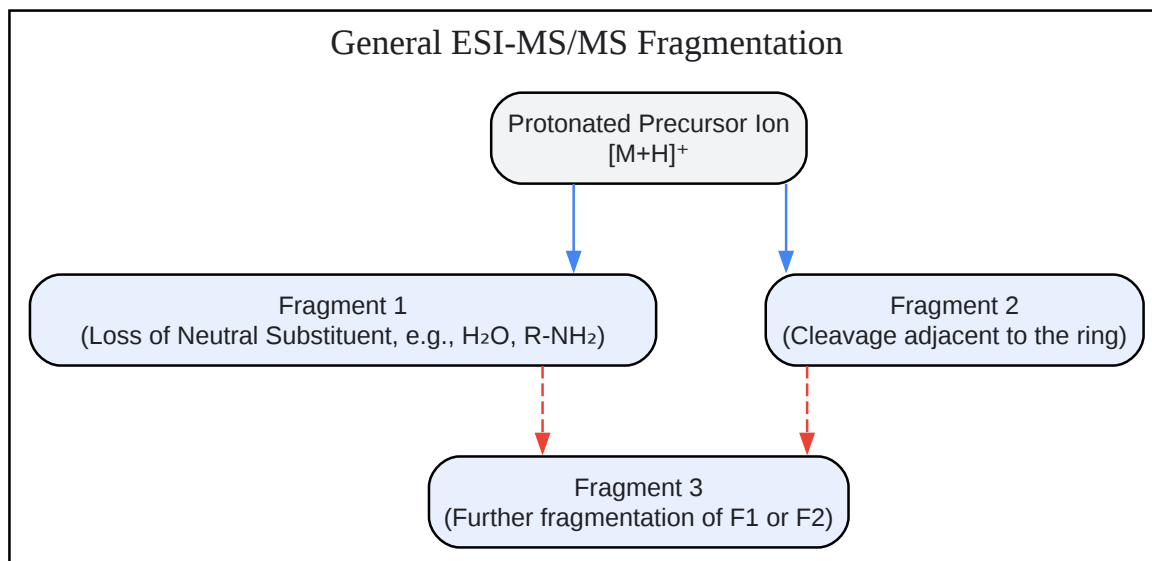 General ESI-MS/MS Fragmentation
Protonated Precursor Ion
[M+H]⁺
Fragment 1
(Loss of Neutral Substituent, e.g., H₂O, R-NH₂)
Fragment 2
(Cleavage adjacent to the ring)
Fragment 3
(Further fragmentation of F1 or F2)